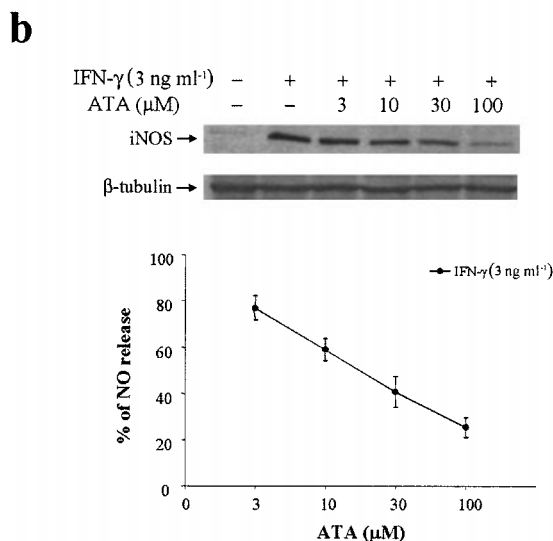 b
IFN-γ (3 ng ml⁻¹) – + + + + +
ATA (μM) – – 3 10 30 100
iNOS
β-tubulin
100
IFN-γ (3 ng ml⁻¹)
80
60
40
20
0
0 3 10 30 100
% of NO release
ATA (μM)